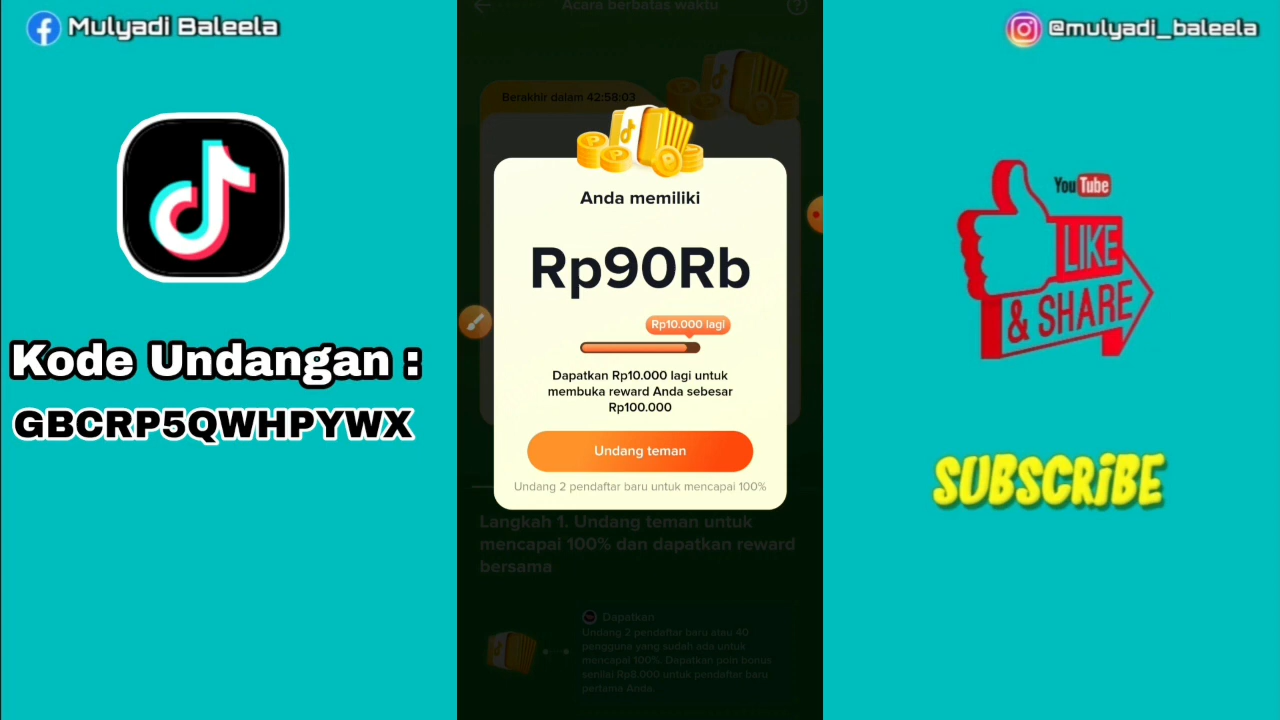 Mulyadi Baleela
@mulyadi_baleela
Acara berbatas waktu
Berakhir dalam 42:58:03
Anda memiliki
Rp90Rb
Rp10.000 lagi
Dapatkan Rp10.000 lagi untuk
membuka reward Anda sebesar
Rp100.000
Undang teman
Undang 2 pendaftar baru untuk mencapai 100%
Langkah 1. Undang teman untuk
mencapai 100% dan dapatkan reward
bersama
Dapatkan
Undang 2 pendaftar baru atau 40
pengguna yang sudah ada untuk
mencapai 100%. Dapatkan poin bonus
senilai Rp8.000 untuk pendaftar baru
pertama Anda.
Kode Undangan :
GBCRP5QWHPYWX
YouTube
LIKE
& SHARE
SUBSCRiBE